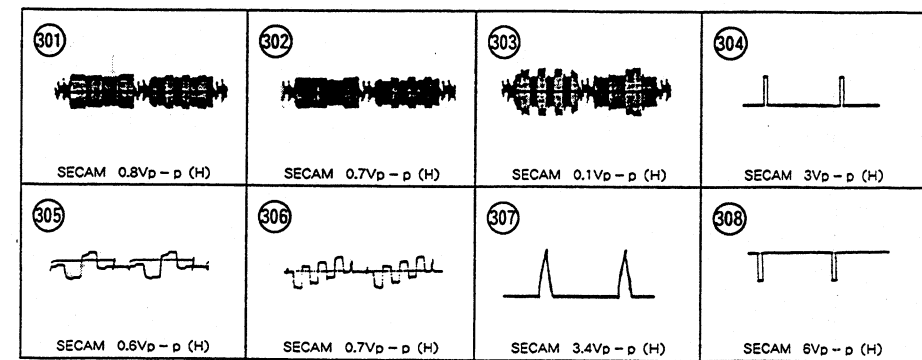 301
302
303
304
SECAM 0.8Vp-p (H)
SECAM 0.7Vp-p (H)
SECAM 0.1Vp-p (H)
SECAM 3Vp-p (H)
305
306
307
308
SECAM 0.6Vp-p (H)
SECAM 0.7Vp-p (H)
SECAM 3.4Vp-p (H)
SECAM 6Vp-p (H)